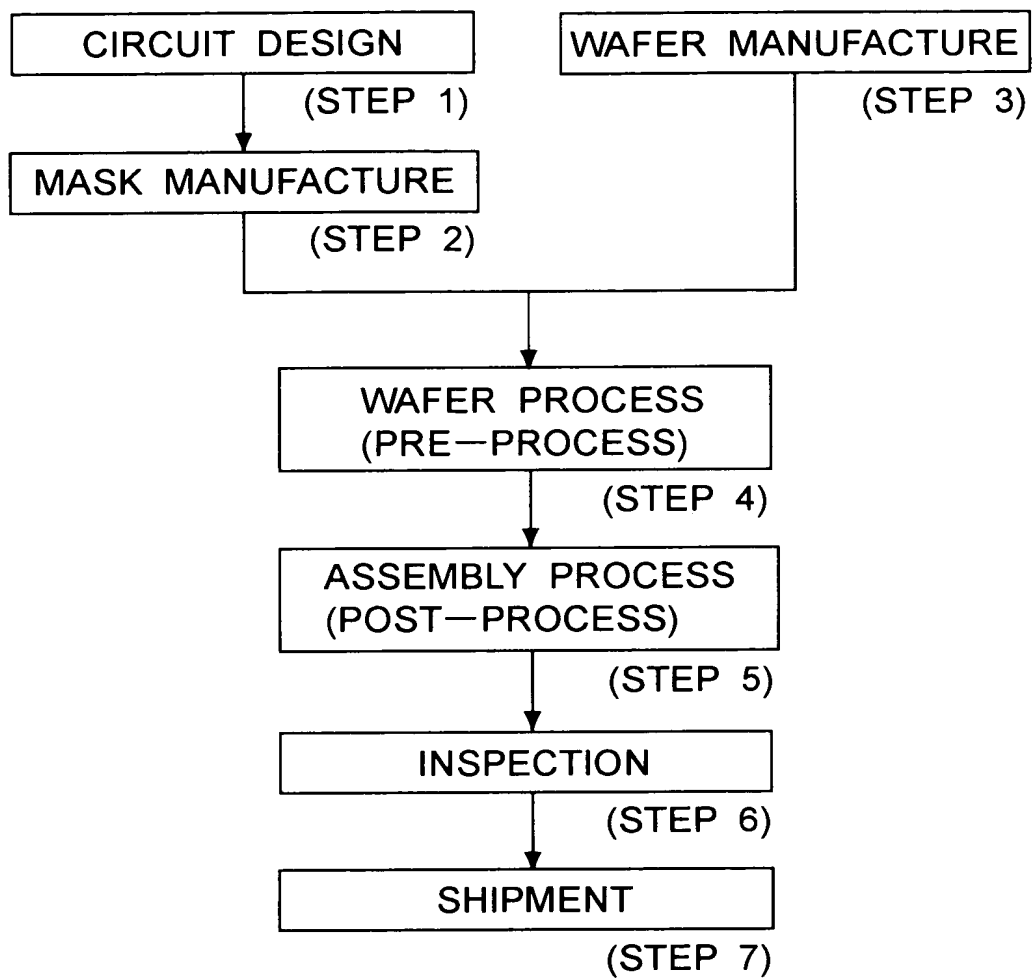 CIRCUIT DESIGN
(STEP 1)
MASK MANUFACTURE
(STEP 2)
WAFER MANUFACTURE
(STEP 3)
WAFER PROCESS
(PRE—PROCESS)
(STEP 4)
ASSEMBLY PROCESS
(POST—PROCESS)
(STEP 5)
INSPECTION
(STEP 6)
SHIPMENT
(STEP 7)